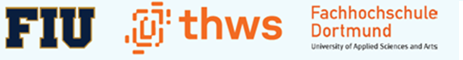 FIU
thws
Fachhochschule
Dortmund
University of Applied Sciences and Arts